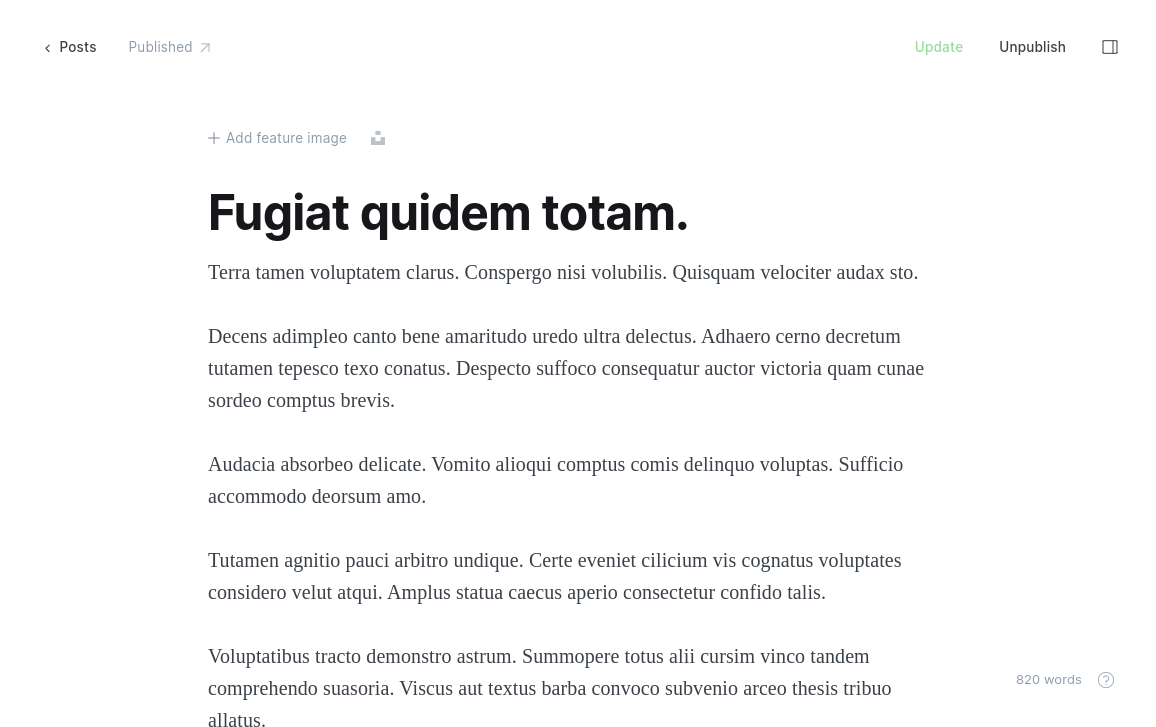 Posts
Published
Update
Unpublish
Add feature image
Fugiat quidem totam.
Terra tamen voluptatem clarus. Conspergo nisi volubilis. Quisquam velociter audax sto.
Decens adimpleo canto bene amaritudo uredo ultra delectus. Adhaero cerno decretum
tutamen tepesco texo conatus. Despecto suffoco consequatur auctor victoria quam cunae
sordeo comptus brevis.
Audacia absorbeo delicate. Vomito alioqui comptus comis delinquo voluptas. Sufficio
accommodo deorsum amo.
Tutamen agnitio pauci arbitro undique. Certe eveniet cilicium vis cognatus voluptates
considero velut atqui. Amplus statua caecus aperio consectetur confido talis.
Voluptatibus tracto demonstro astrum. Summopere totus alii cursim vinco tandem
comprehendo suasoria. Viscus aut textus barba convoco subvenio arceo thesis tribuo
allatus.
820 words